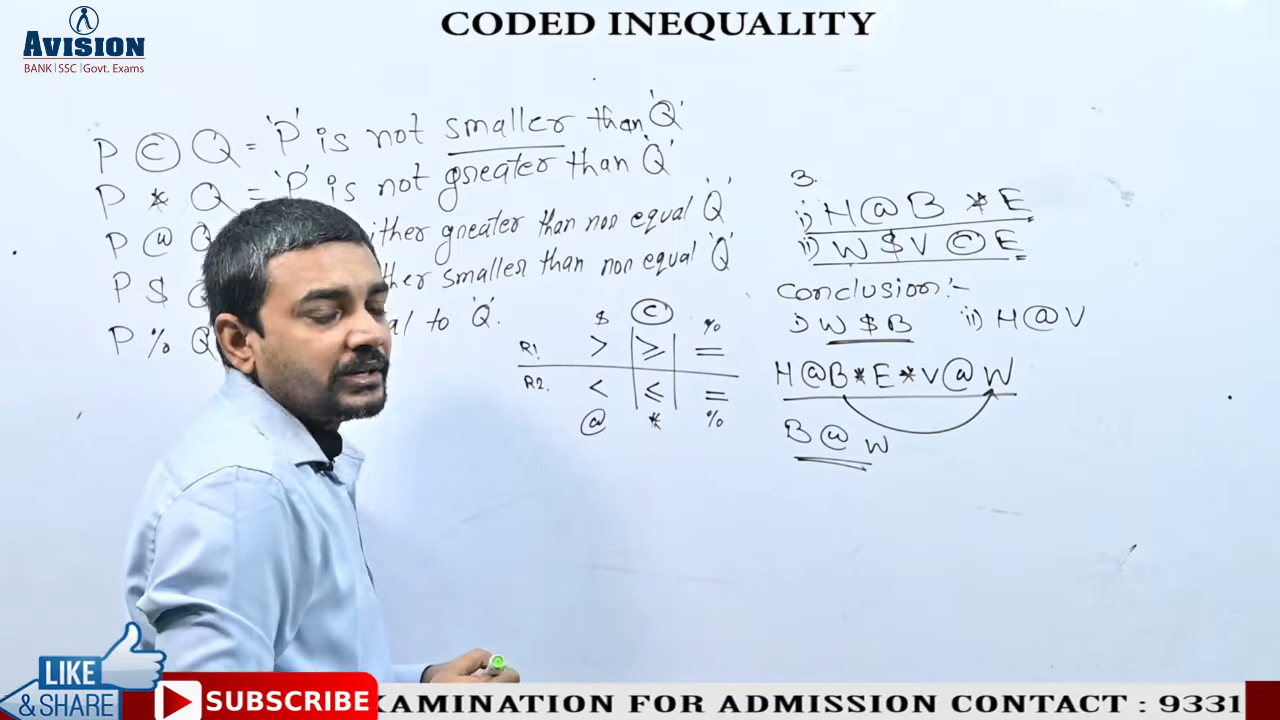 CODED INEQUALITY
AVISION
BANK | SSC | Govt. Exams
P © Q = 'P' is not smaller than 'Q'
P * Q = 'P' is not greater than 'Q'
P @ Q ither greater than nor equal 'Q'
P $ ther smaller than nor equal 'Q'
P % Q al to 'Q'.
$ © %
R1 > ≥ =
R2. < ≤ =
@ * %
3.
i) H @ B * E
ii) W $ V © E
Conclusion:-
i) W $ B ii) H @ V
H @ B * E * V @ W
B @ W
LIKE
& SHARE
SUBSCRIBE
XAMINATION FOR ADMISSION CONTACT : 9331